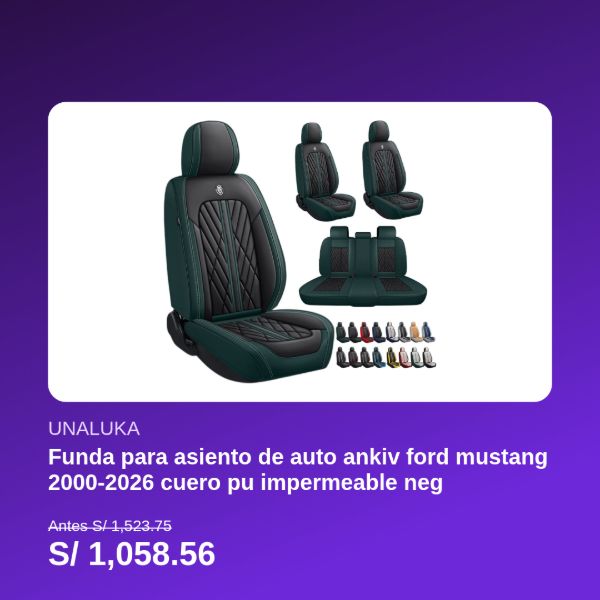 UNALUKA
Funda para asiento de auto ankiv ford mustang
2000-2026 cuero pu impermeable neg
Antes S/ 1,523.75
S/ 1,058.56